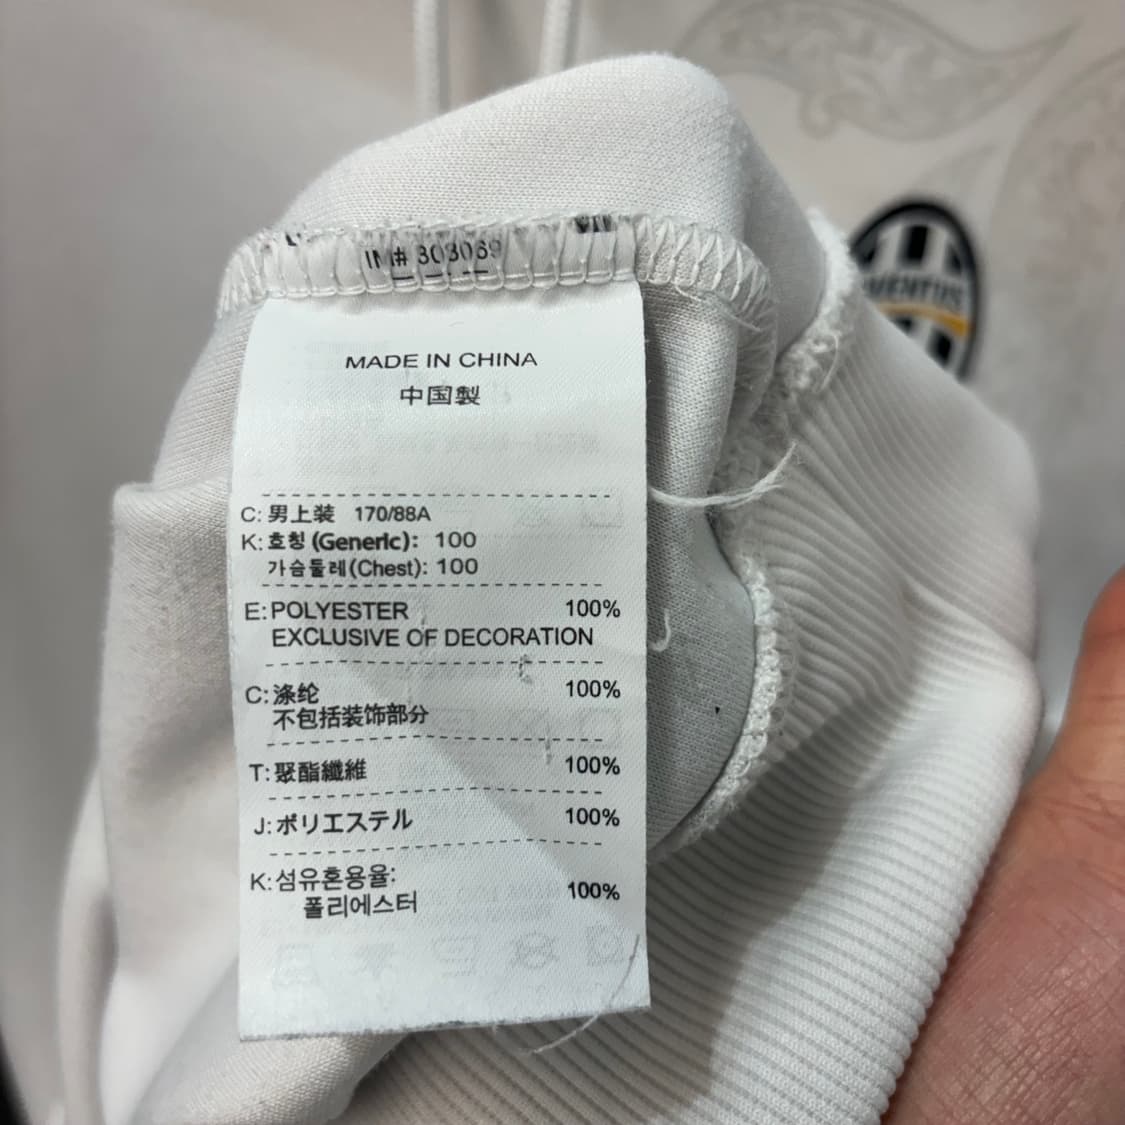 IM# 303069
MADE IN CHINA
中国製
C: 男上装 170/88A
K: 호칭 (Generic): 100
가슴둘레(Chest): 100
E: POLYESTER 100%
EXCLUSIVE OF DECORATION
C: 涤纶 100%
不包括装饰部分
T: 聚酯纖維 100%
J: ポリエステル 100%
K: 섬유혼용율:
폴리에스터 100%
JUVENTUS